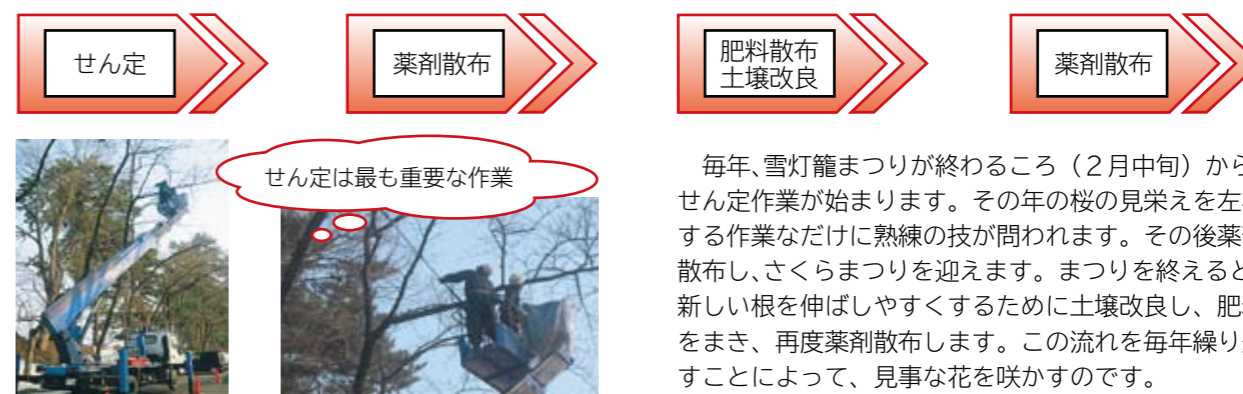 せん定
薬剤散布
肥料散布
土壌改良
薬剤散布
せん定は最も重要な作業
毎年、雪灯籠まつりが終わるころ（２月中旬）から
せん定作業が始まります。その年の桜の見栄えを左
する作業なだけに熟練の技が問われます。その後薬
散布し、さくらまつりを迎えます。まつりを終えると
新しい根を伸ばしやすくするために土壌改良し、肥
をまき、再度薬剤散布します。この流れを毎年繰り
すことによって、見事な花を咲かすのです。